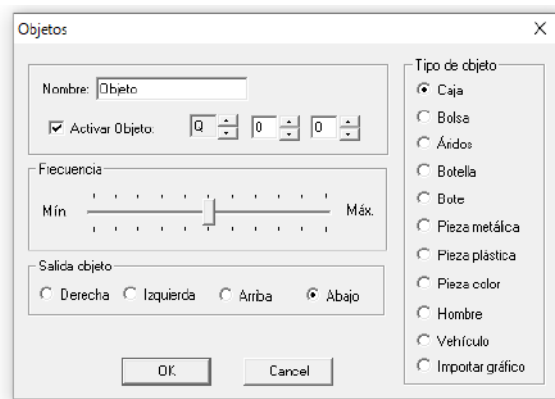 Objetos
Nombre: Objeto
Activar Objeto: Q 0 0
Frecuencia
Mín Máx.
Salida objeto
Derecha Izquierda Arriba Abajo
OK Cancel
Tipo de objeto
Caja
Bolsa
Áridos
Botella
Bote
Pieza metálica
Pieza plástica
Pieza color
Hombre
Vehículo
Importar gráfico